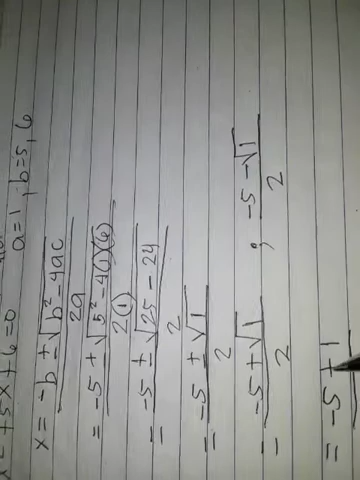 x² + 5x + 6 = 0 a = 1, b = 5, 6
x = -b ± √b² - 4ac / 2a
= -5 ± √5² - 4(1)(6) / 2(1)
= -5 ± √25 - 24 / 2
= -5 ± √1 / 2
= -5 + √1 / 2 , -5 - √1 / 2
= -5 + 1